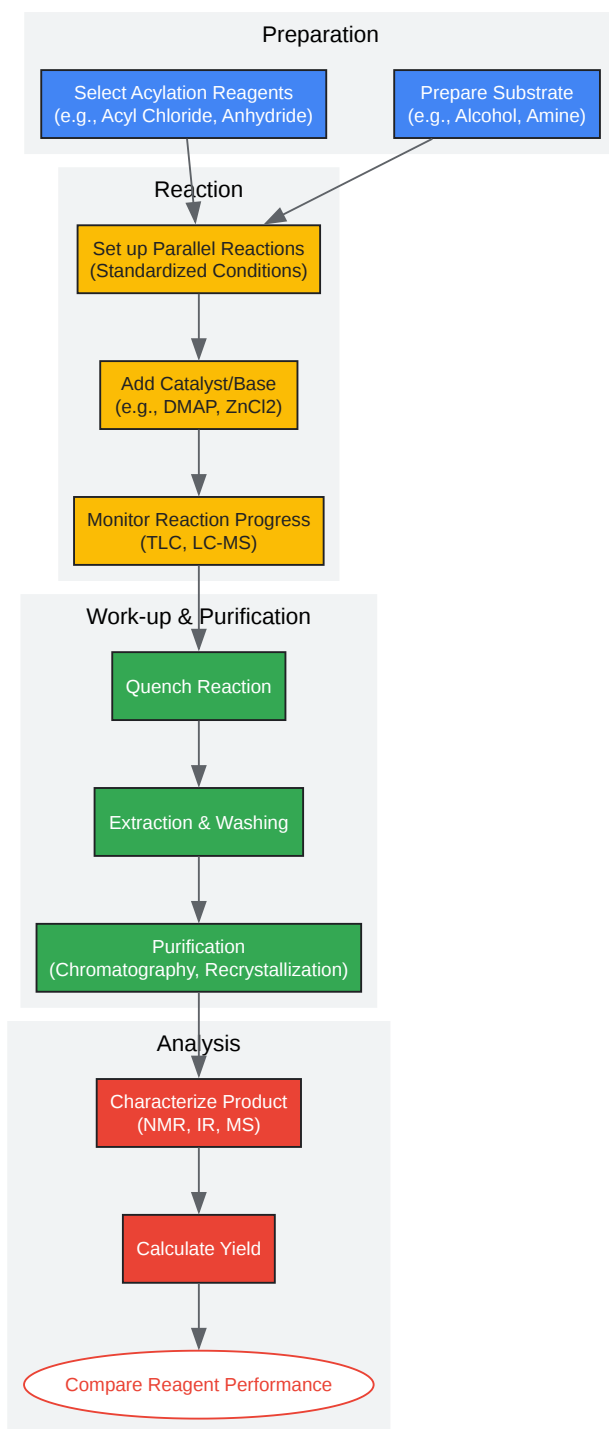 Preparation
Select Acylation Reagents
(e.g., Acyl Chloride, Anhydride)
Prepare Substrate
(e.g., Alcohol, Amine)
Reaction
Set up Parallel Reactions
(Standardized Conditions)
Add Catalyst/Base
(e.g., DMAP, ZnCl2)
Monitor Reaction Progress
(TLC, LC-MS)
Work-up & Purification
Quench Reaction
Extraction & Washing
Purification
(Chromatography, Recrystallization)
Analysis
Characterize Product
(NMR, IR, MS)
Calculate Yield
Compare Reagent Performance